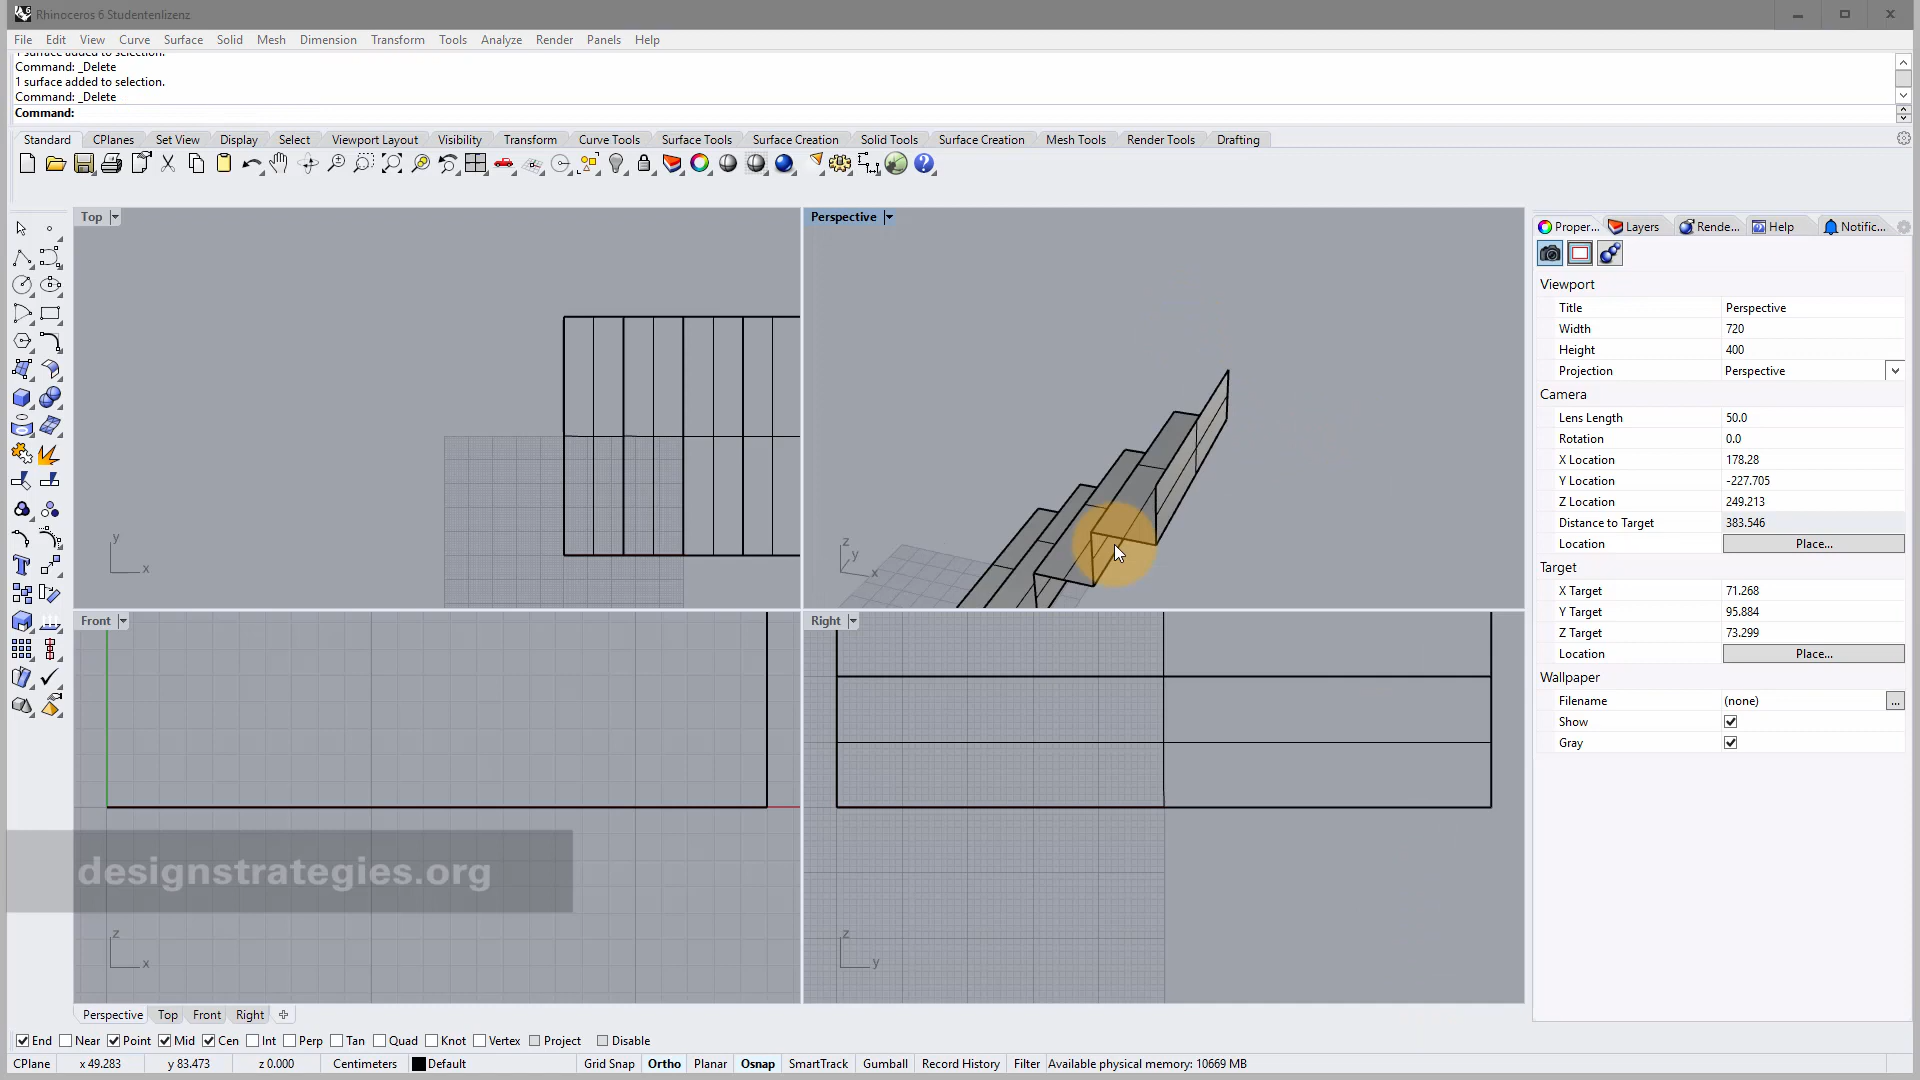 Rhinoceros 6 Studentenlizenz
File Edit View Curve Surface Solid Mesh Dimension Transform Tools Analyze Render Panels Help
1 surface added to selection.
Command: _Delete
1 surface added to selection.
Command: _Delete
Command:
Standard CPlanes Set View Display Select Viewport Layout Visibility Transform Curve Tools Surface Tools Surface Creation Solid Tools Surface Creation Mesh Tools Render Tools Drafting
Top
Perspective
Proper... Layers Rende... Help Notific...
Viewport
Title Perspective
Width 720
Height 400
Projection Perspective
Camera
Lens Length 50.0
Rotation 0.0
X Location 178.28
Y Location -227.705
Z Location 249.213
Distance to Target 383.546
Location Place...
Target
X Target 71.268
Y Target 95.884
Z Target 73.299
Location Place...
Wallpaper
Filename (none) ...
Show
Gray
y
x
z
y
x
Front
Right
designstrategies.org
z
x
z
y
Perspective Top Front Right
End Near Point Mid Cen Int Perp Tan Quad Knot Vertex Project Disable
CPlane x 49.283 y 83.473 z 0.000 Centimeters Default Grid Snap Ortho Planar Osnap SmartTrack Gumball Record History Filter Available physical memory: 10669 MB